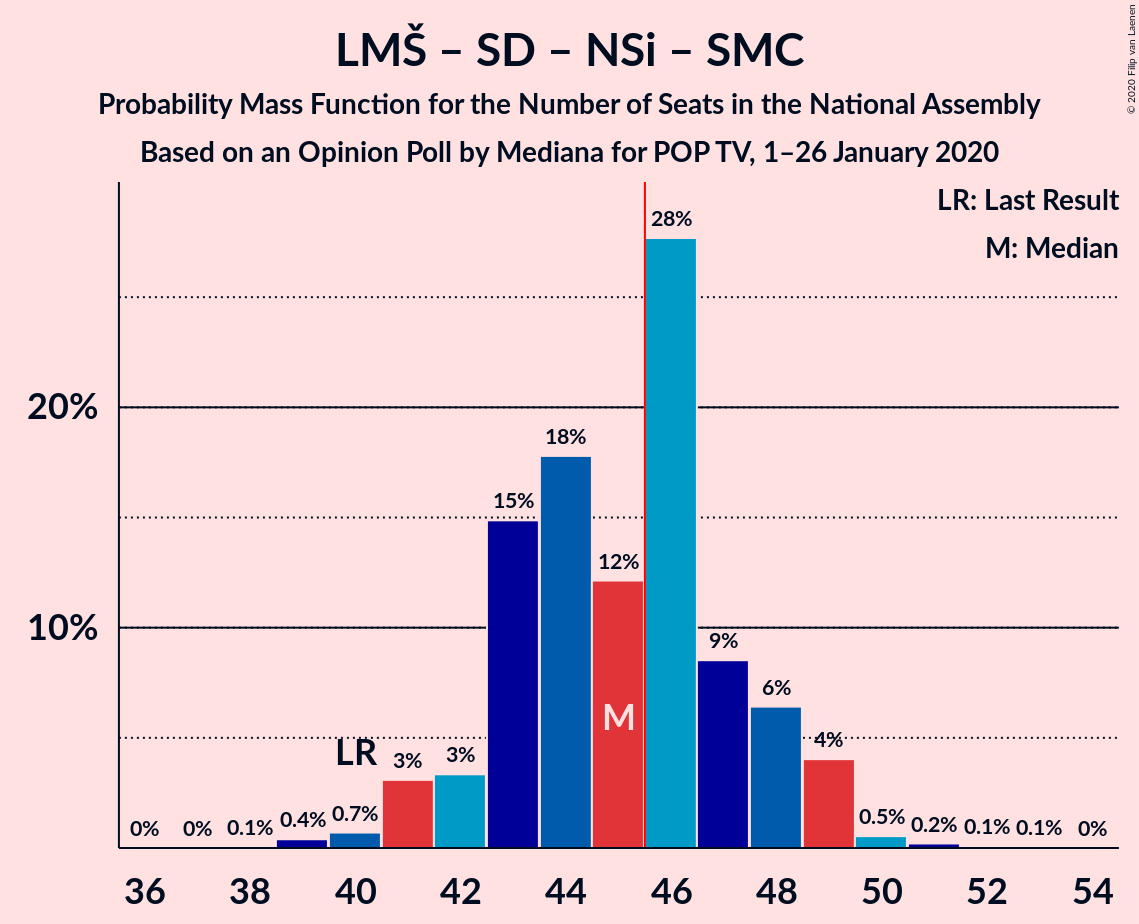 LMŠ – SD – NSi – SMC
Probability Mass Function for the Number of Seats in the National Assembly
Based on an Opinion Poll by Mediana for POP TV, 1–26 January 2020
© 2020 Filip van Laenen
LR: Last Result
M: Median
28%
20%
18%
15%
12%
10%
9%
6%
M
LR
4%
3%
3%
0.7%
0.5%
0.4%
0.2%
0.1%
0.1%
0.1%
0%
0%
0%
36 38 40 42 44 46 48 50 52 54